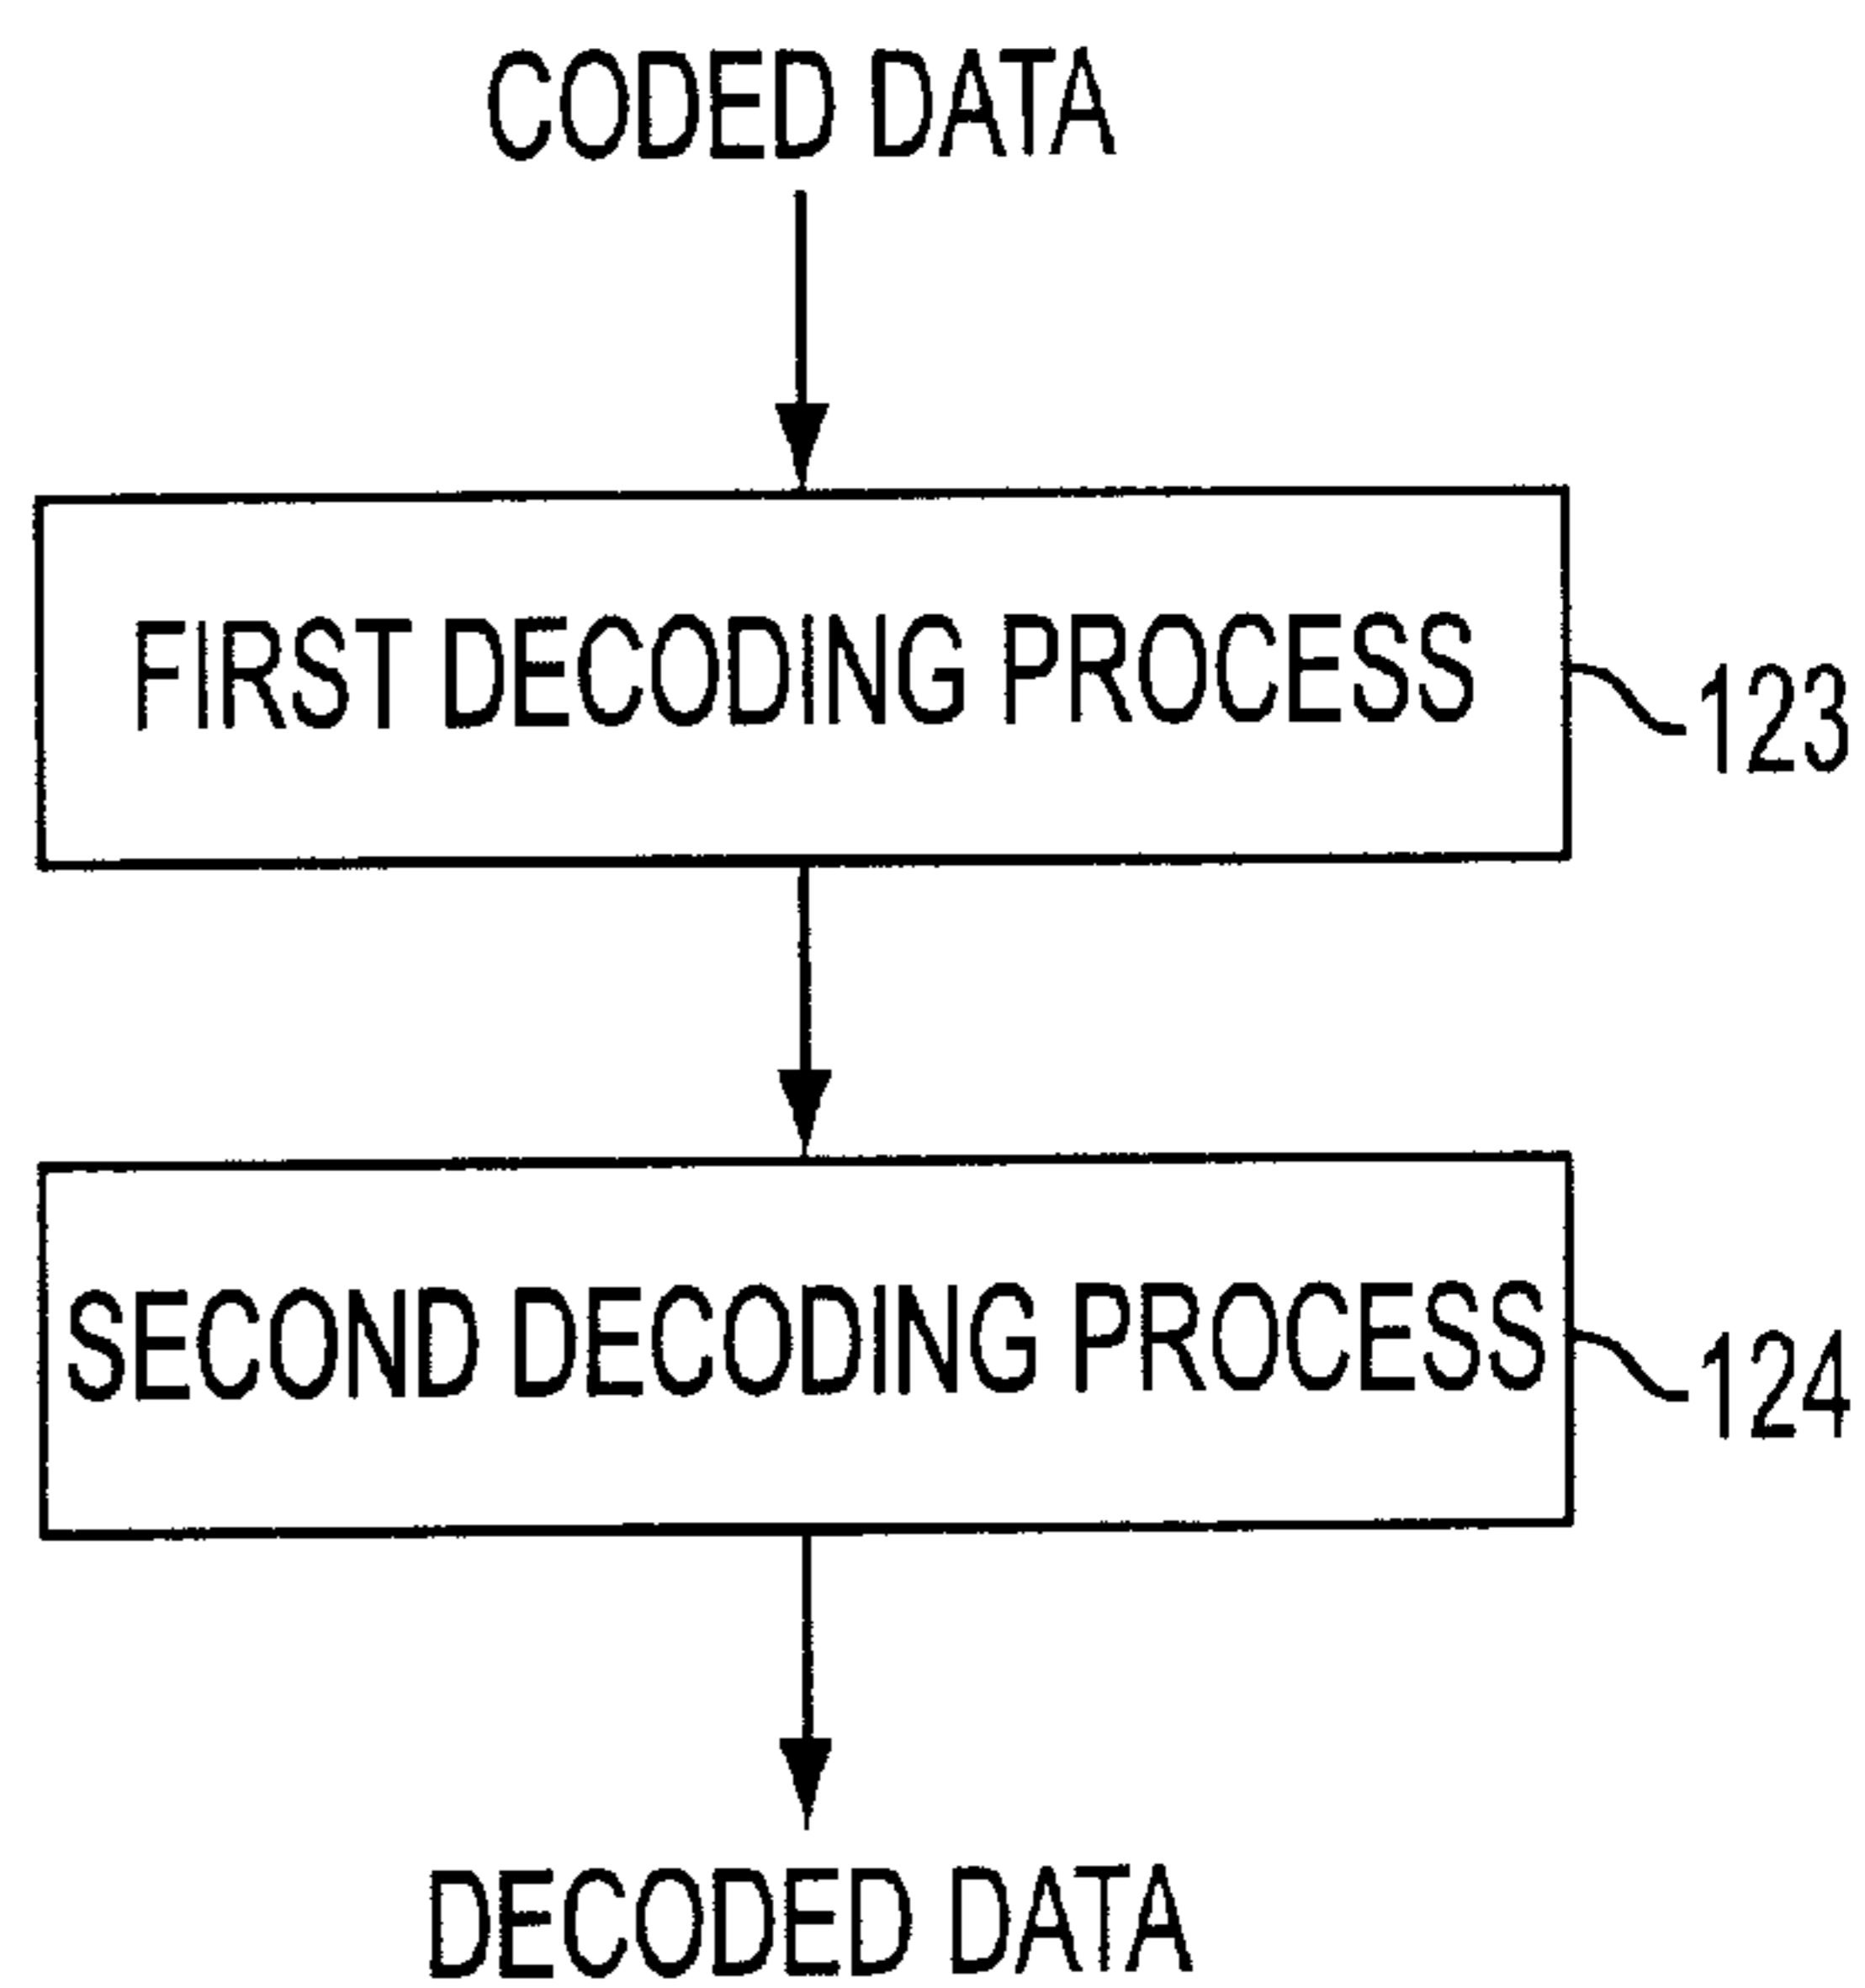 CODED DATA
FIRST DECODING PROCESS
123
SECOND DECODING PROCESS
124
DECODED DATA